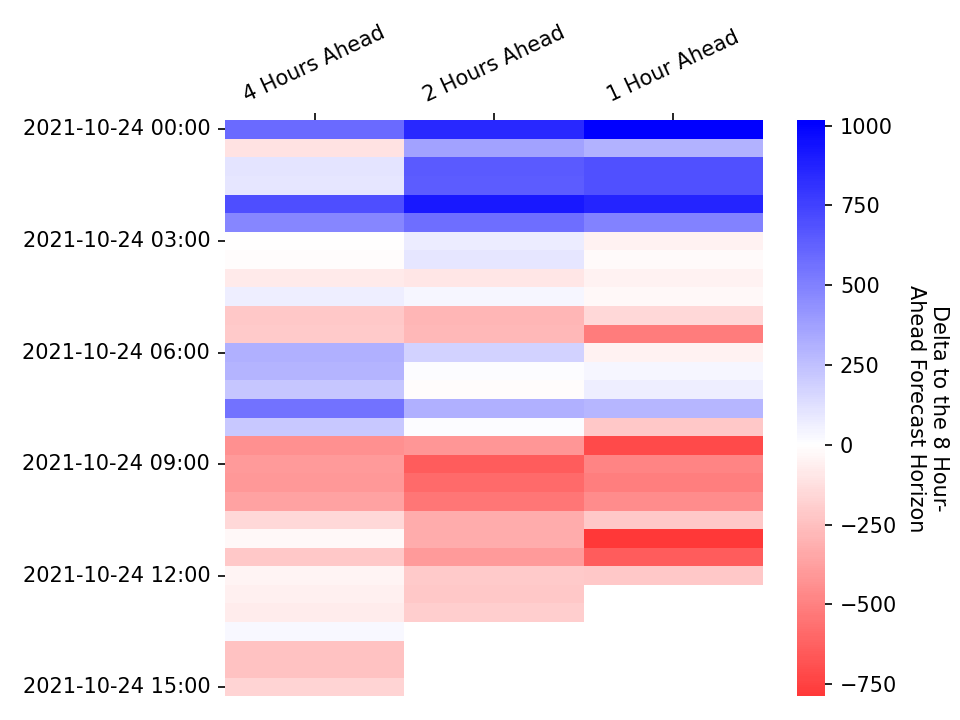 4 Hours Ahead
2 Hours Ahead
1 Hour Ahead
2021-10-24 00:00
2021-10-24 03:00
2021-10-24 06:00
2021-10-24 09:00
2021-10-24 12:00
2021-10-24 15:00
1000
750
500
250
0
−250
−500
−750
Delta to the 8 Hour-
Ahead Forecast Horizon